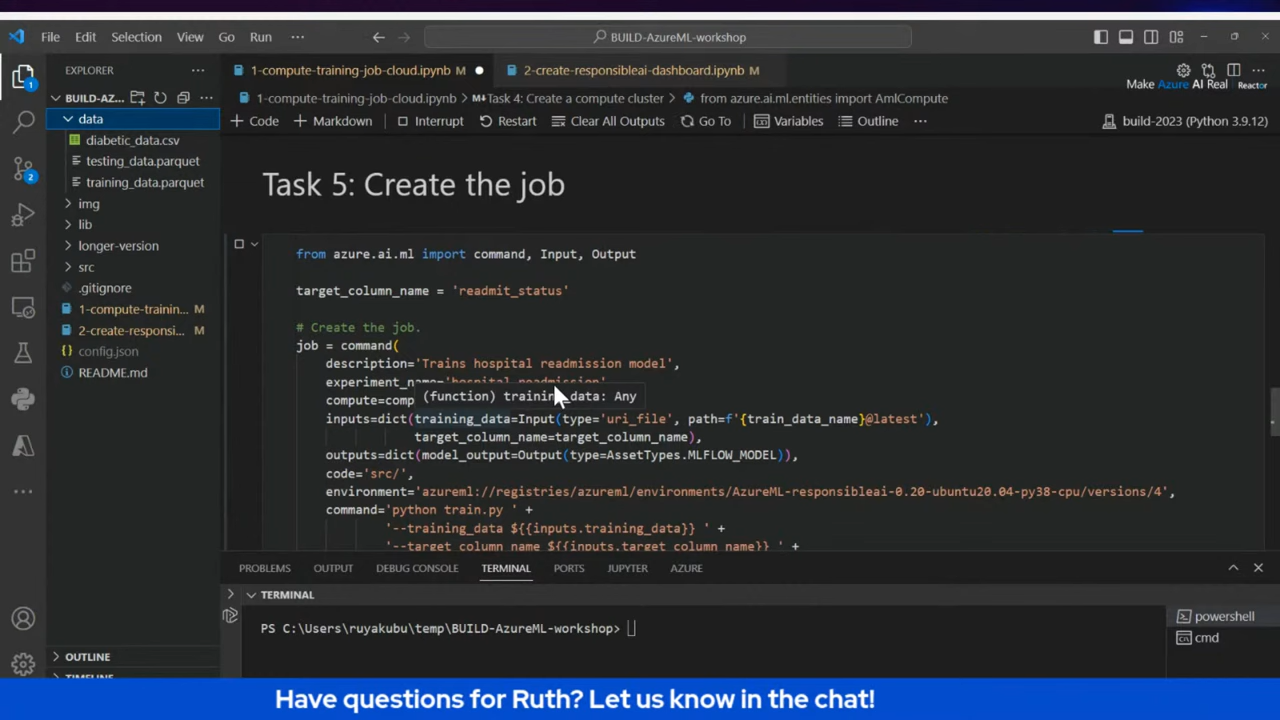 File Edit Selection View Go Run ··· BUILD-AzureML-workshop
EXPLORER ···
1-compute-training-job-cloud.ipynb M
2-create-responsibleai-dashboard.ipynb M
Make Azure AI Real Reactor
BUILD-AZ...
1-compute-training-job-cloud.ipynb > M↓Task 4: Create a compute cluster > from azure.ai.ml.entities import AmlCompute
+ Code + Markdown Interrupt Restart Clear All Outputs Go To Variables Outline ··· build-2023 (Python 3.9.12)
data
diabetic_data.csv
testing_data.parquet
training_data.parquet
img
lib
longer-version
src
.gitignore
1-compute-trainin... M
2-create-responsi... M
config.json
README.md
OUTLINE
1
2
Task 5: Create the job
from azure.ai.ml import command, Input, Output
target_column_name = 'readmit_status'
# Create the job.
job = command(
description='Trains hospital readmission model',
experiment_name='hospital_readmission',
(function) training_data: Any
compute=comp
inputs=dict(training_data=Input(type='uri_file', path=f'{train_data_name}@latest'),
target_column_name=target_column_name),
outputs=dict(model_output=Output(type=AssetTypes.MLFLOW_MODEL)),
code='src/',
environment='azureml://registries/azureml/environments/AzureML-responsibleai-0.20-ubuntu20.04-py38-cpu/versions/4',
command='python train.py ' +
'--training_data ${{inputs.training_data}} ' +
'--target_column_name ${{inputs.target_column_name}} ' +
PROBLEMS OUTPUT DEBUG CONSOLE TERMINAL PORTS JUPYTER AZURE
TERMINAL
PS C:\Users\ruyakubu\temp\BUILD-AzureML-workshop>
powershell
cmd
Have questions for Ruth? Let us know in the chat!